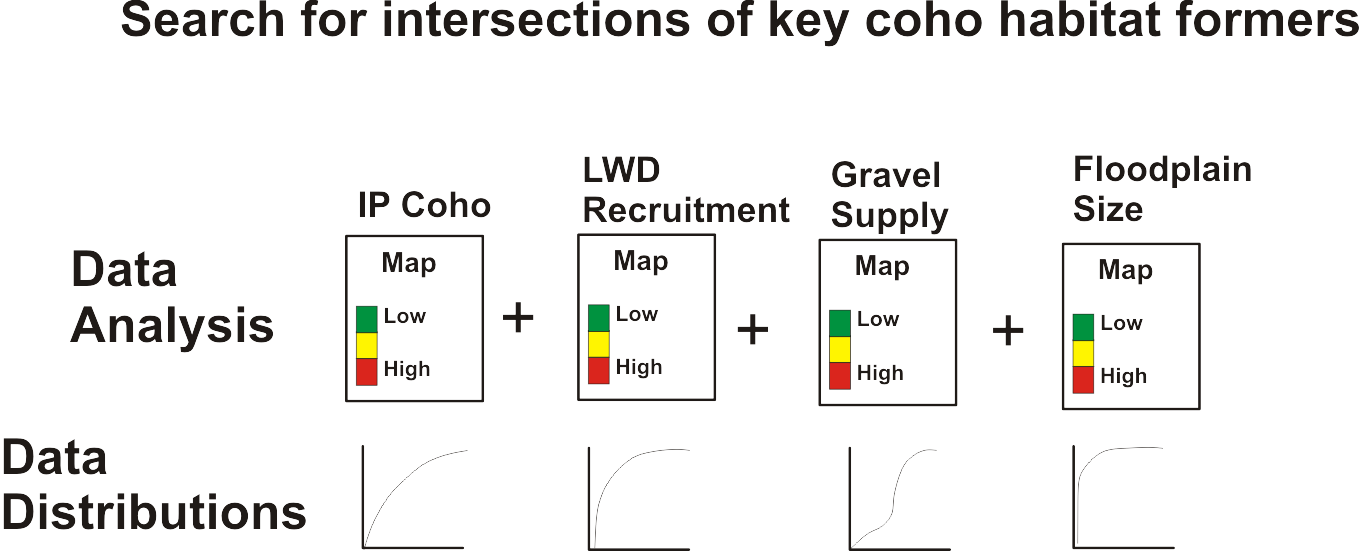 Search for intersections of key coho habitat formers
IP Coho
LWD
Recruitment
Gravel
Supply
Floodplain
Size
Data
Analysis
Map
Low
High
+
Map
Low
High
+
Map
Low
High
+
Map
Low
High
Data
Distributions